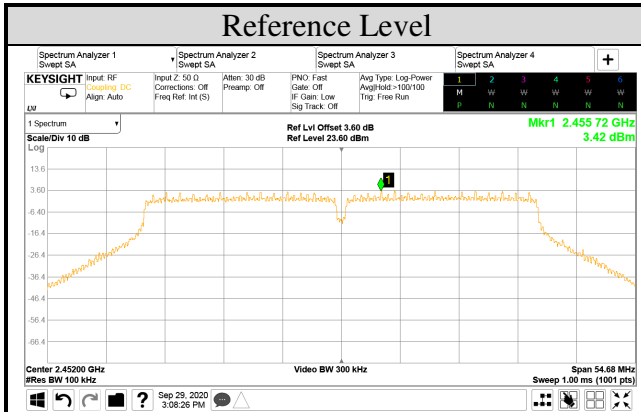 Reference Level
Spectrum Analyzer 1
Swept SA
Spectrum Analyzer 2
Swept SA
Spectrum Analyzer 3
Swept SA
Spectrum Analyzer 4
Swept SA
+
KEYSIGHT
Input: RF
Coupling: DC
Align: Auto
Input Z: 50 Ω
Corrections: Off
Freq Ref: Int (S)
Atten: 30 dB
Preamp: Off
PNO: Fast
Gate: Off
IF Gain: Low
Sig Track: Off
Avg Type: Log-Power
Avg|Hold:>100/100
Trig: Free Run
1 2 3 4 5 6
M W W W W W
P N N N N N
LXI
1 Spectrum
Scale/Div 10 dB
Ref Lvl Offset 3.60 dB
Ref Level 23.60 dBm
Mkr1 2.455 72 GHz
3.42 dBm
Log
13.6
3.60
-6.40
-16.4
-26.4
-36.4
-46.4
-56.4
-66.4
1
Center 2.45200 GHz
#Res BW 100 kHz
Video BW 300 kHz
Span 54.68 MHz
Sweep 1.00 ms (1001 pts)
?
Sep 29, 2020
3:08:26 PM